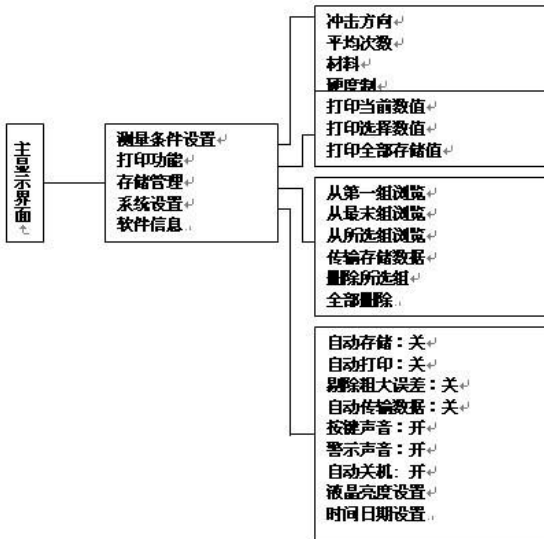 主显示界面
测量条件设置
打印功能
存储管理
系统设置
软件信息
冲击方向
平均次数
材料
硬度制
打印当前数值
打印选择数值
打印全部存储值
从第一组浏览
从最末组浏览
从所选组浏览
传输存储数据
删除所选组
全部删除
自动存储：关
自动打印：关
剔除粗大误差：关
自动传输数据：关
按键声音：开
警示声音：开
自动关机: 开
液晶亮度设置
时间日期设置